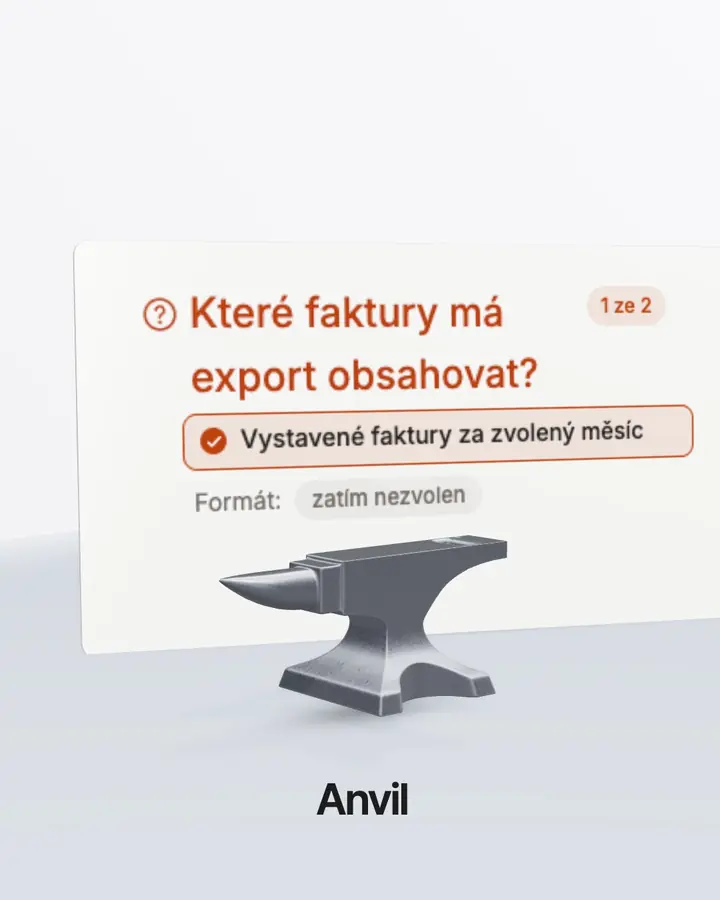 Které faktury má
1 ze 2
export obsahovat?
Vystavené faktury za zvolený měsíc
Formát: zatím nezvolen
Anvil